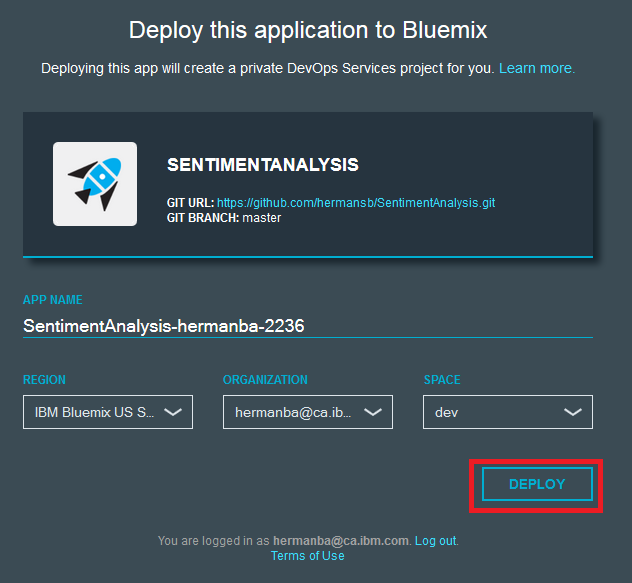 Deploy this application to Bluemix
Deploying this app will create a private DevOps Services project for you. Learn more.
SENTIMENTANALYSIS
GIT URL: https://github.com/hermansb/SentimentAnalysis.git
GIT BRANCH: master
APP NAME
SentimentAnalysis-hermanba-2236
REGION ORGANIZATION SPACE
IBM Bluemix US S... hermanba@ca.ib... dev
DEPLOY
You are logged in as hermanba@ca.ibm.com. Log out.
Terms of Use